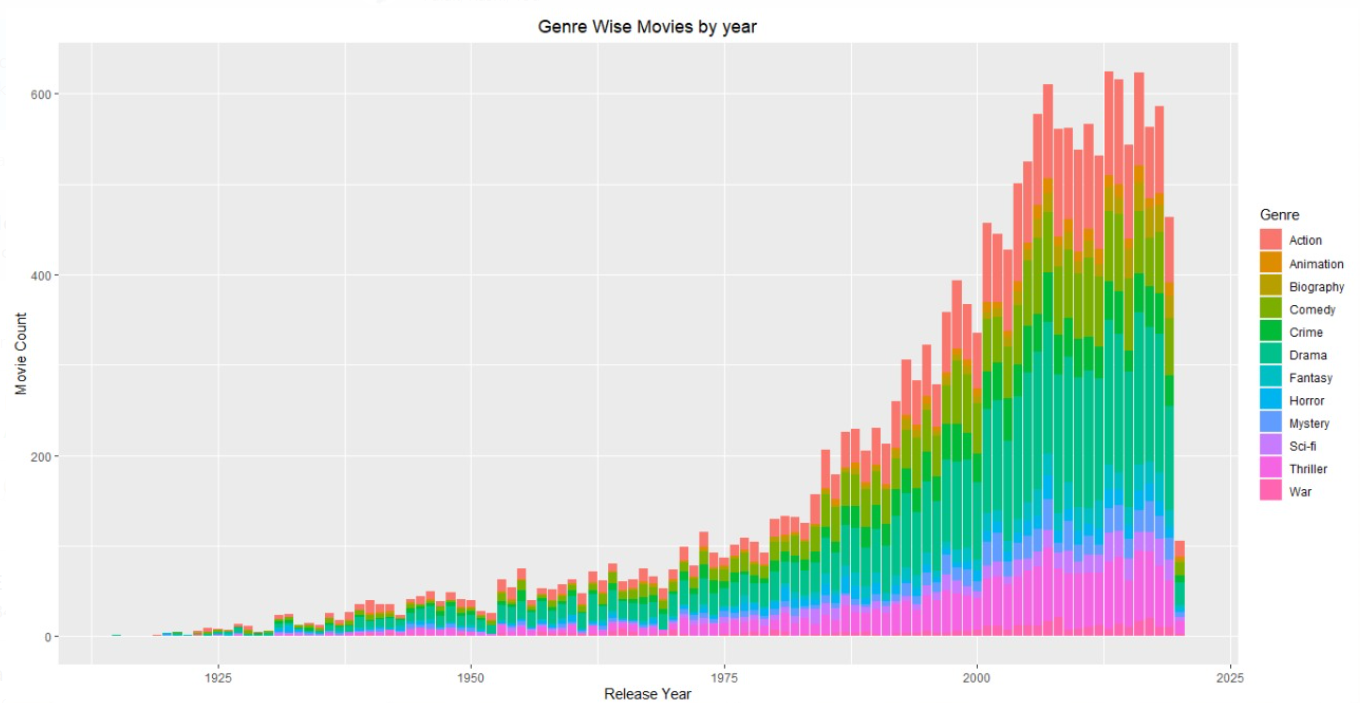 Genre Wise Movies by year
Movie Count
600
400
200
0
1925
1950
1975
2000
2025
Release Year
Genre
Action
Animation
Biography
Comedy
Crime
Drama
Fantasy
Horror
Mystery
Sci-fi
Thriller
War